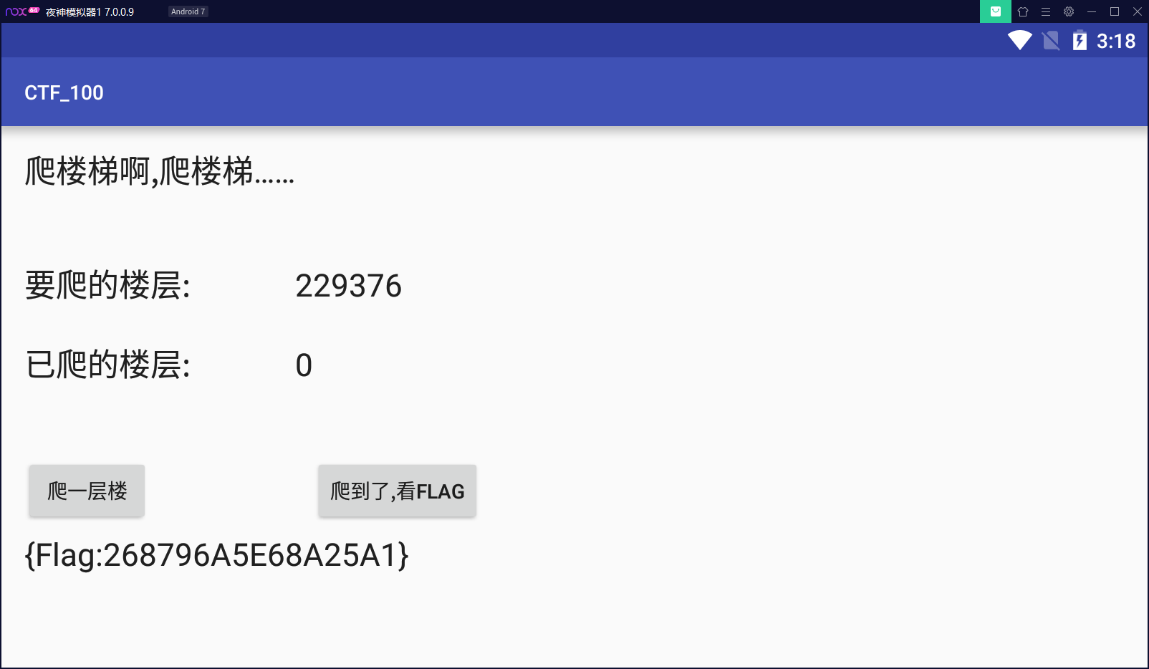 nox 夜神模拟器1 7.0.0.9 Android 7
3:18
CTF_100
爬楼梯啊,爬楼梯……
要爬的楼层: 229376
已爬的楼层: 0
爬一层楼 爬到了,看FLAG
{Flag:268796A5E68A25A1}